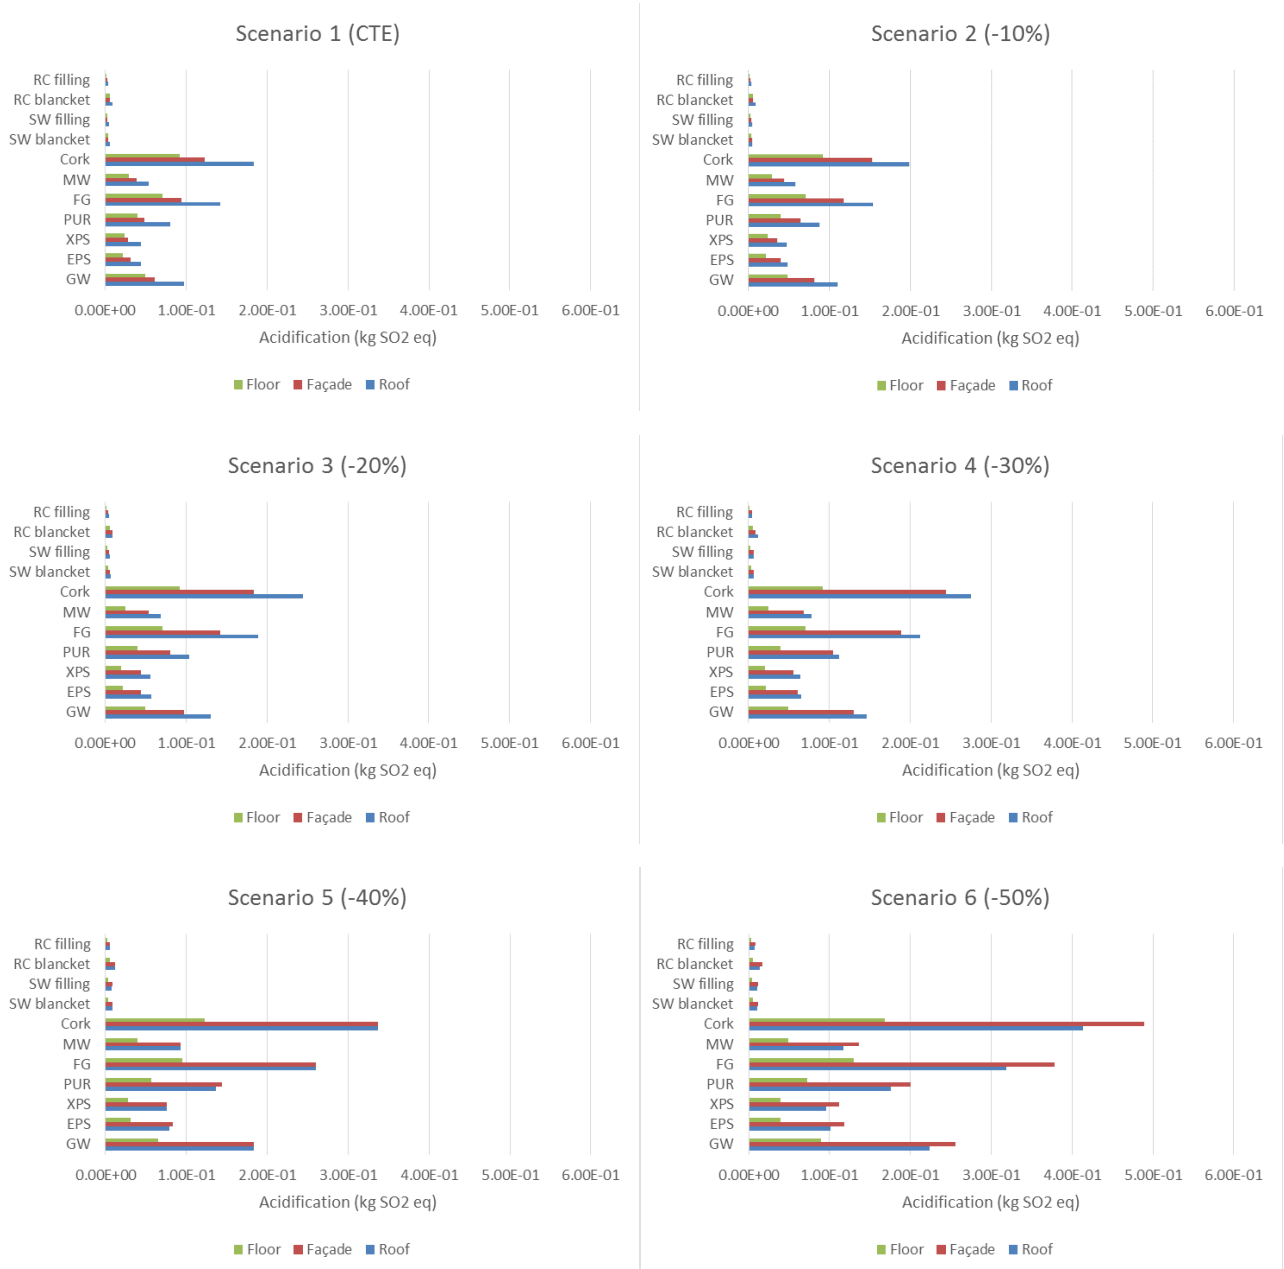 Scenario 1 (CTE)
RC filling
RC blancket
SW filling
SW blancket
Cork
MW
FG
PUR
XPS
EPS
GW
0.00E+00 1.00E-01 2.00E-01 3.00E-01 4.00E-01 5.00E-01 6.00E-01
Acidification (kg SO2 eq)
Floor Façade Roof
Scenario 2 (-10%)
RC filling
RC blancket
SW filling
SW blancket
Cork
MW
FG
PUR
XPS
EPS
GW
0.00E+00 1.00E-01 2.00E-01 3.00E-01 4.00E-01 5.00E-01 6.00E-01
Acidification (kg SO2 eq)
Floor Façade Roof
Scenario 3 (-20%)
RC filling
RC blancket
SW filling
SW blancket
Cork
MW
FG
PUR
XPS
EPS
GW
0.00E+00 1.00E-01 2.00E-01 3.00E-01 4.00E-01 5.00E-01 6.00E-01
Acidification (kg SO2 eq)
Floor Façade Roof
Scenario 4 (-30%)
RC filling
RC blancket
SW filling
SW blancket
Cork
MW
FG
PUR
XPS
EPS
GW
0.00E+00 1.00E-01 2.00E-01 3.00E-01 4.00E-01 5.00E-01 6.00E-01
Acidification (kg SO2 eq)
Floor Façade Roof
Scenario 5 (-40%)
RC filling
RC blancket
SW filling
SW blancket
Cork
MW
FG
PUR
XPS
EPS
GW
0.00E+00 1.00E-01 2.00E-01 3.00E-01 4.00E-01 5.00E-01 6.00E-01
Acidification (kg SO2 eq)
Floor Façade Roof
Scenario 6 (-50%)
RC filling
RC blancket
SW filling
SW blancket
Cork
MW
FG
PUR
XPS
EPS
GW
0.00E+00 1.00E-01 2.00E-01 3.00E-01 4.00E-01 5.00E-01 6.00E-01
Acidification (kg SO2 eq)
Floor Façade Roof